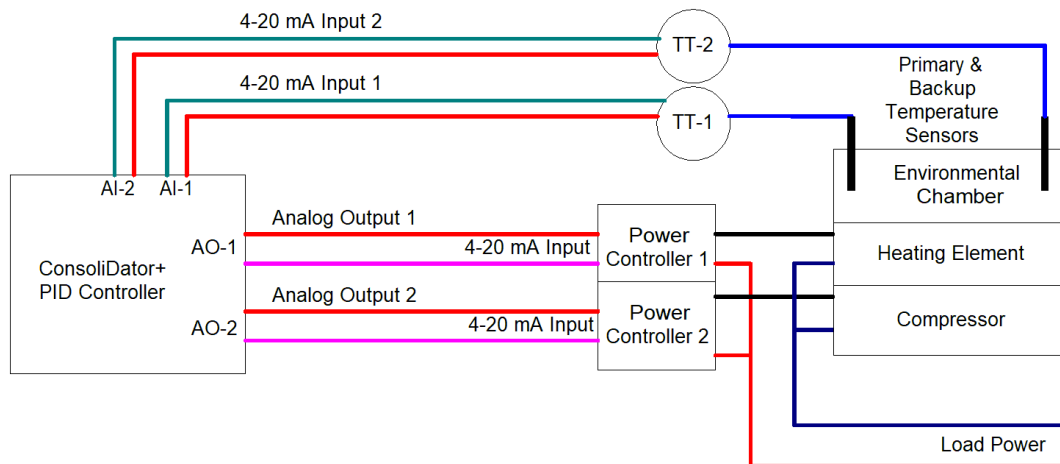 4-20 mA Input 2
TT-2
4-20 mA Input 1
TT-1
Primary &
Backup
Temperature
Sensors
AI-2
AI-1
Environmental
Chamber
Analog Output 1
AO-1
4-20 mA Input
Power
Controller 1
Heating Element
ConsoliDator+
PID Controller
Analog Output 2
AO-2
4-20 mA Input
Power
Controller 2
Compressor
Load Power